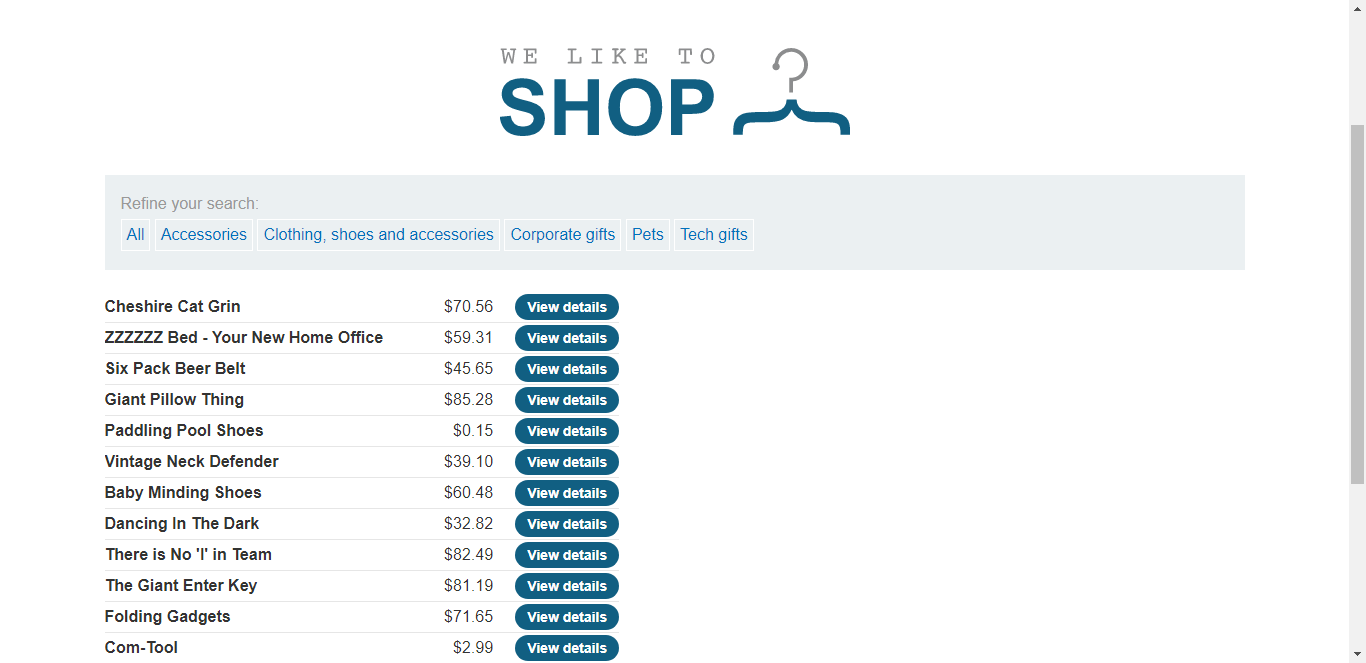 WE LIKE TO
SHOP
Refine your search:
All Accessories Clothing, shoes and accessories Corporate gifts Pets Tech gifts
Cheshire Cat Grin $70.56 View details
ZZZZZZ Bed - Your New Home Office $59.31 View details
Six Pack Beer Belt $45.65 View details
Giant Pillow Thing $85.28 View details
Paddling Pool Shoes $0.15 View details
Vintage Neck Defender $39.10 View details
Baby Minding Shoes $60.48 View details
Dancing In The Dark $32.82 View details
There is No 'I' in Team $82.49 View details
The Giant Enter Key $81.19 View details
Folding Gadgets $71.65 View details
Com-Tool $2.99 View details